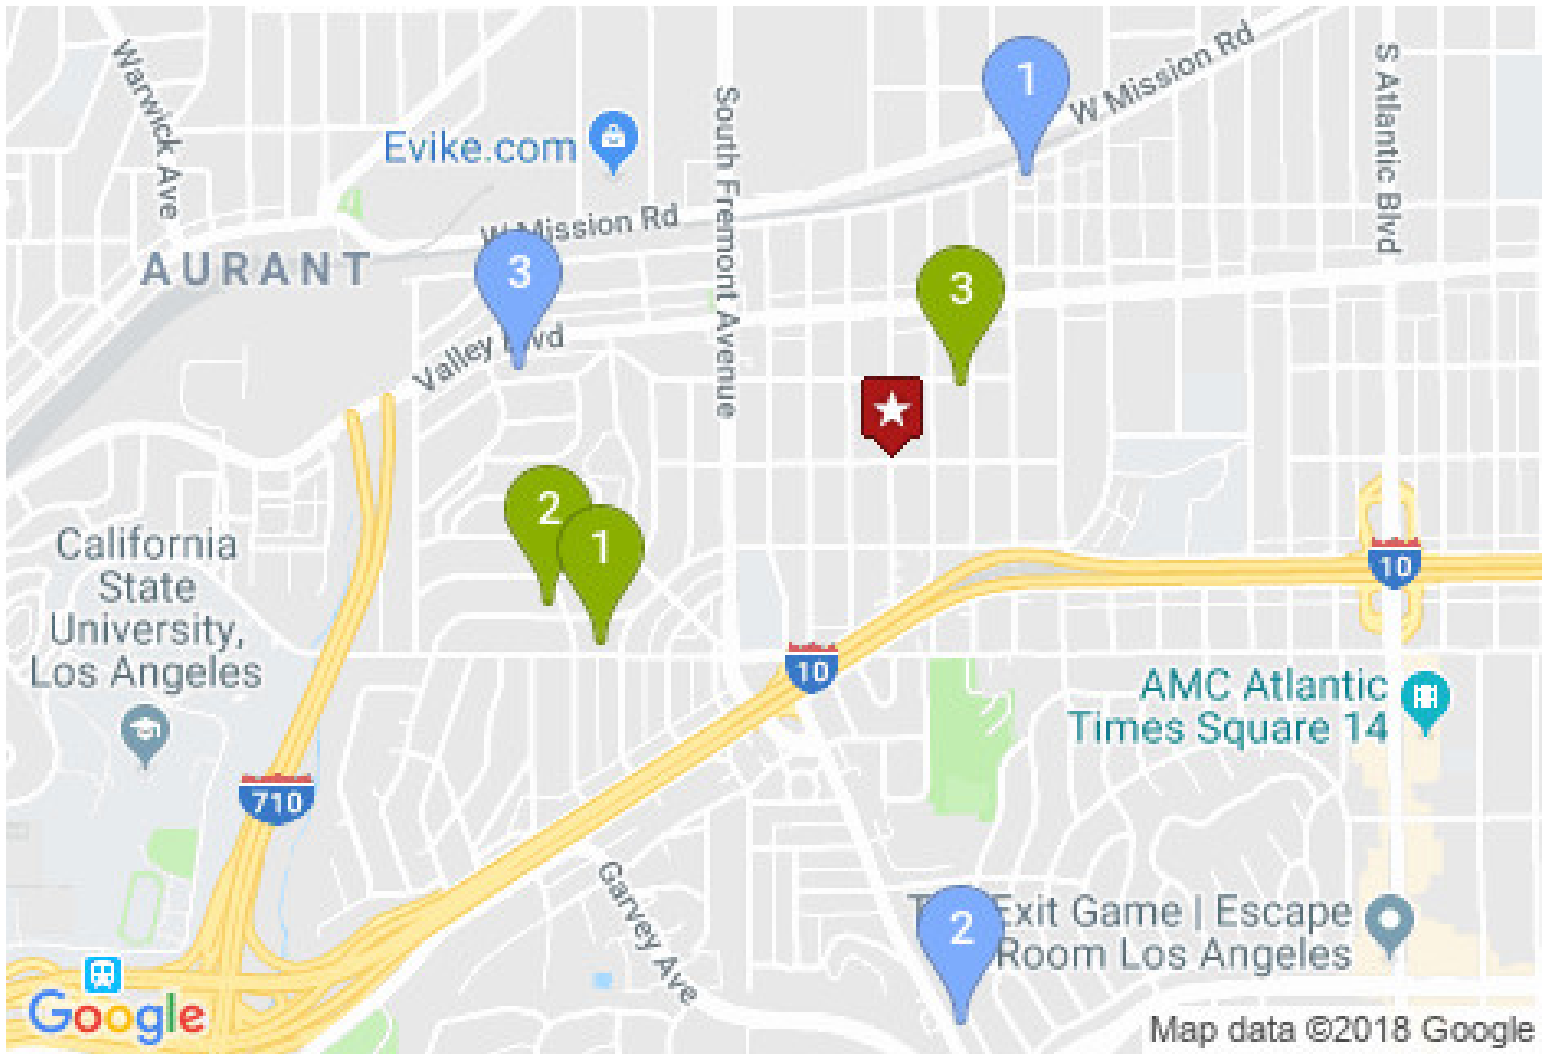 Warwick Ave
1
W Mission Rd
S Atlantic Blvd
South Fremont Avenue
Evike.com
W Mission Rd
AURANT
3
3
Valley Blvd
2
1
California
State
University,
Los Angeles
10
10
AMC Atlantic
Times Square 14
710
Garvey Ave
Exit Game | Escape
Room Los Angeles
2
Google
Map data ©2018 Google